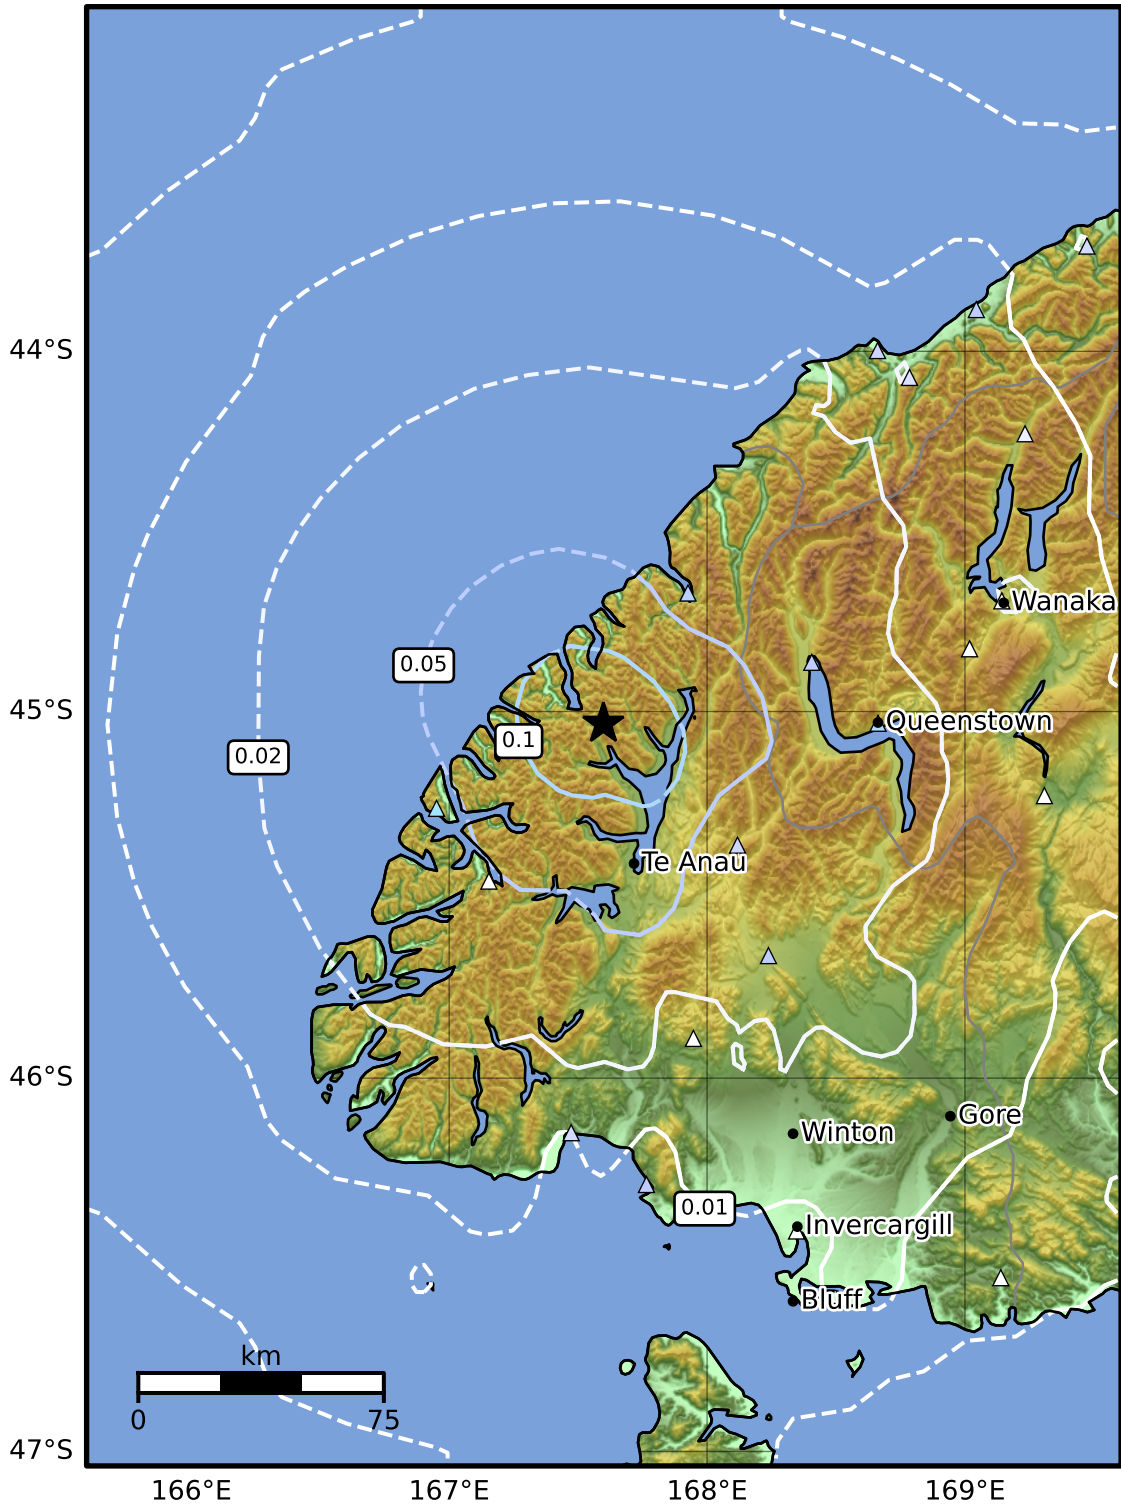 44°S
Wanaka
0.05
45°S
Queenstown
0.1
0.02
Te Anau
46°S
Gore
Winton
0.01
Invercargill
Bluff
km
0
75
47°S
166°E
167°E
168°E
169°E